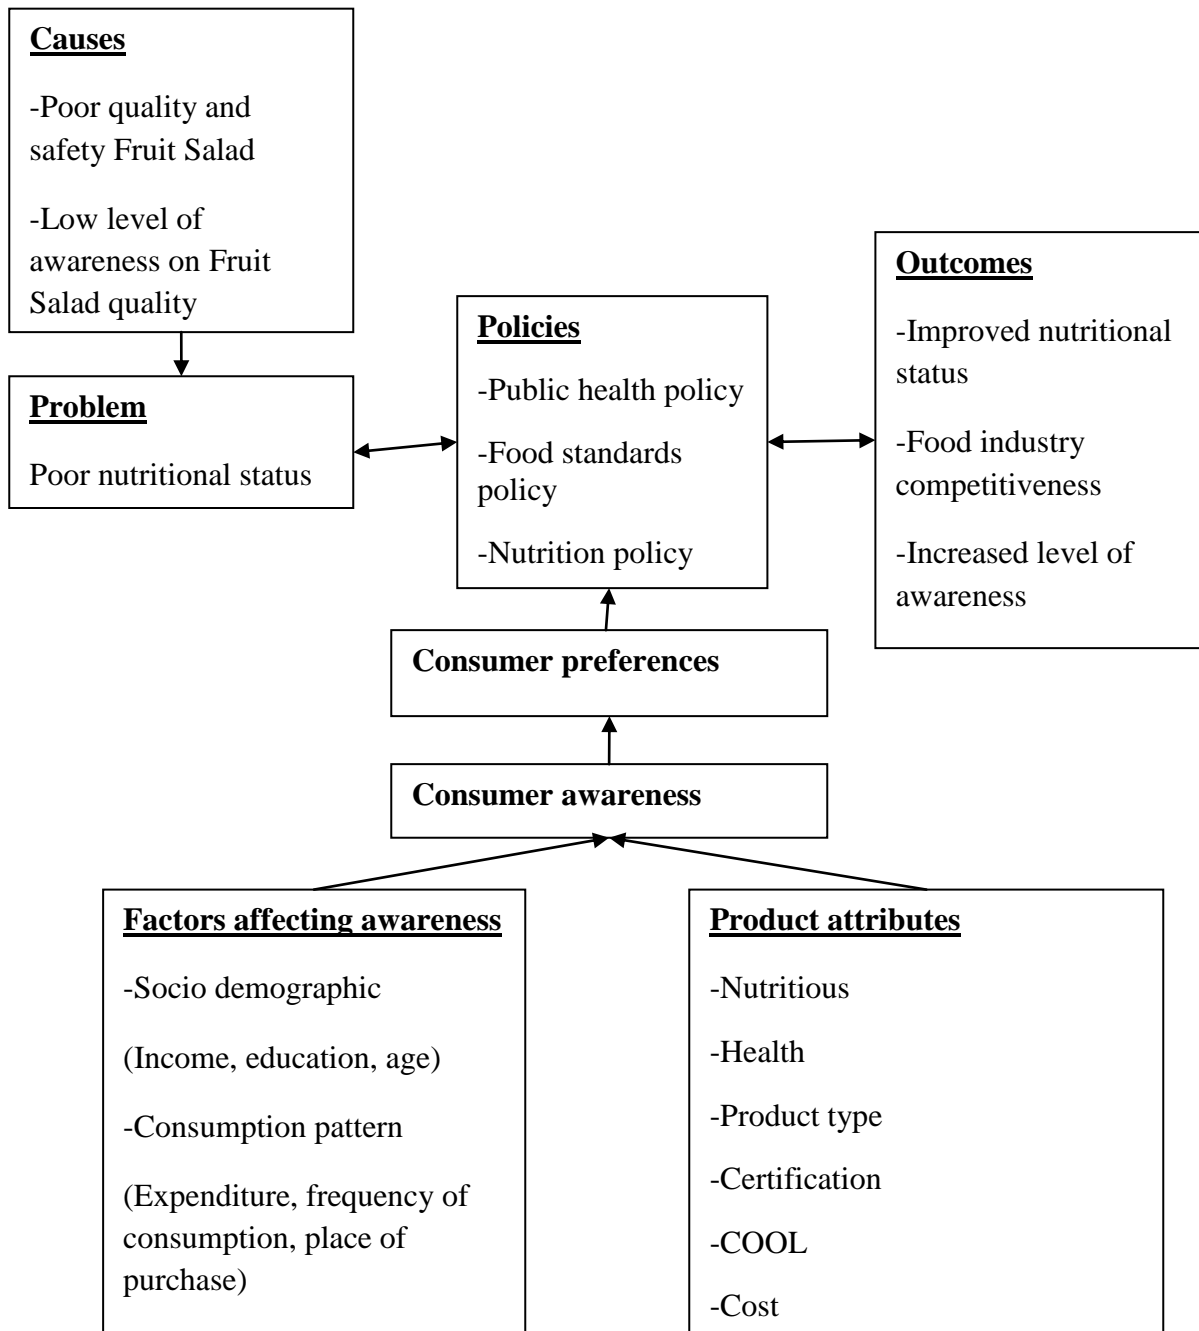 Causes
-Poor quality and
safety Fruit Salad
-Low level of
awareness on Fruit
Salad quality
Problem
Poor nutritional status
Policies
-Public health policy
-Food standards
policy
-Nutrition policy
Outcomes
-Improved nutritional
status
-Food industry
competitiveness
-Increased level of
awareness
Consumer preferences
Consumer awareness
Factors affecting awareness
-Socio demographic
(Income, education, age)
-Consumption pattern
(Expenditure, frequency of
consumption, place of
purchase)
Product attributes
-Nutritious
-Health
-Product type
-Certification
-COOL
-Cost